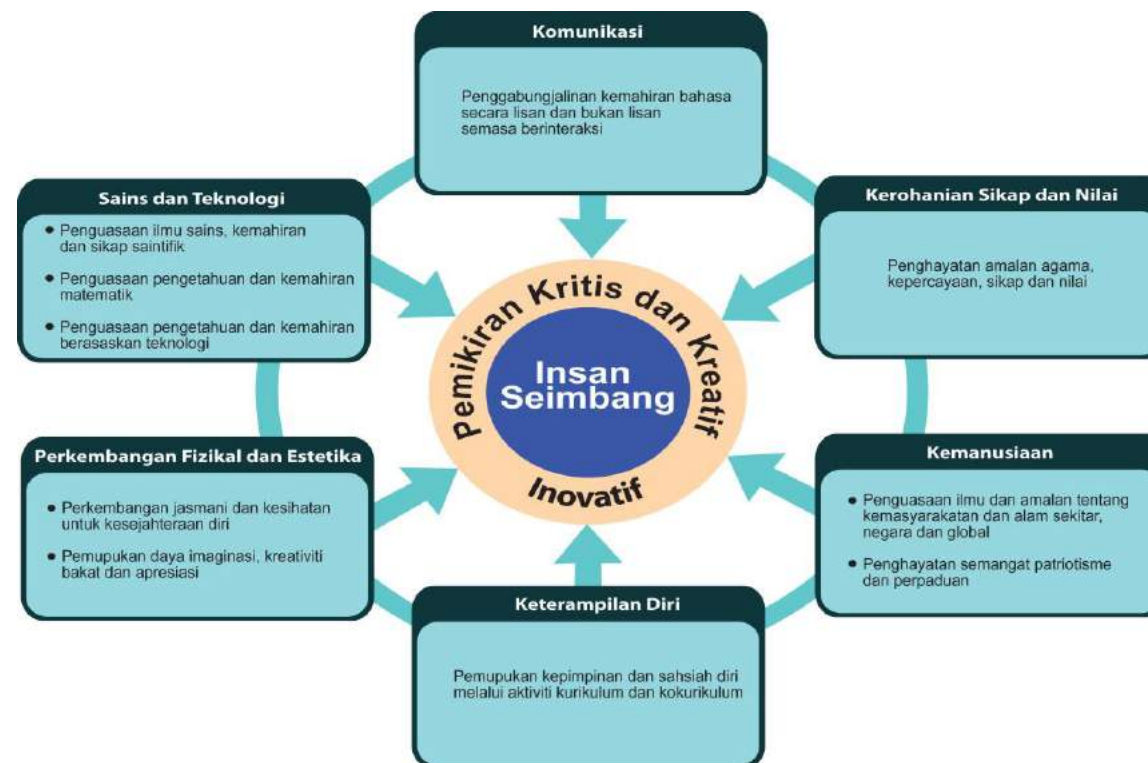 Komunikasi
Penggabungjalinan kemahiran bahasa
secara lisan dan bukan lisan
semasa berinteraksi
Sains dan Teknologi
● Penguasaan ilmu sains, kemahiran
dan sikap saintifik
● Penguasaan pengetahuan dan kemahiran
matematik
● Penguasaan pengetahuan dan kemahiran
berasaskan teknologi
Kerohanian Sikap dan Nilai
Penghayatan amalan agama,
kepercayaan, sikap dan nilai
Pemikiran Kritis dan Kreatif
Insan
Seimbang
Inovatif
Perkembangan Fizikal dan Estetika
● Perkembangan jasmani dan kesihatan
untuk kesejahteraan diri
● Pemupukan daya imaginasi, kreativiti
bakat dan apresiasi
Kemanusiaan
● Penguasaan ilmu dan amalan tentang
kemasyarakatan dan alam sekitar,
negara dan global
● Penghayatan semangat patriotisme
dan perpaduan
Keterampilan Diri
Pemupukan kepimpinan dan sahsiah diri
melalui aktiviti kurikulum dan kokurikulum